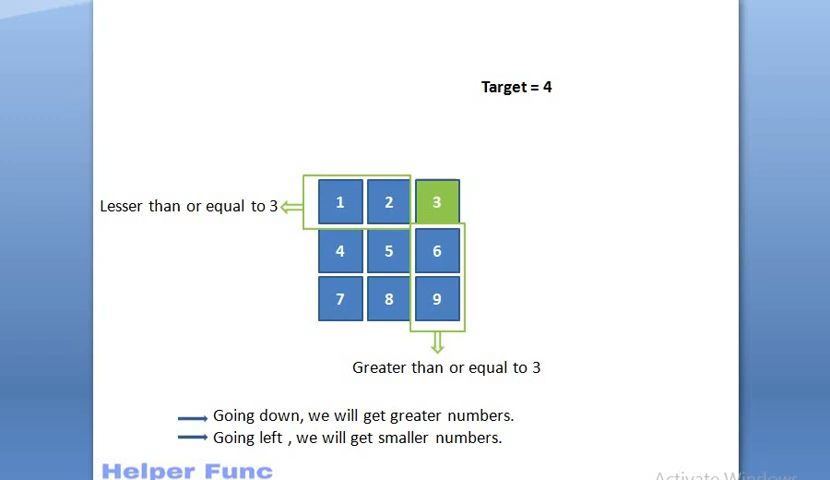 Target = 4
1 2 3
Lesser than or equal to 3
4 5 6
7 8 9
Greater than or equal to 3
Going down, we will get greater numbers.
Going left , we will get smaller numbers.
Helper Func
Activate Windows